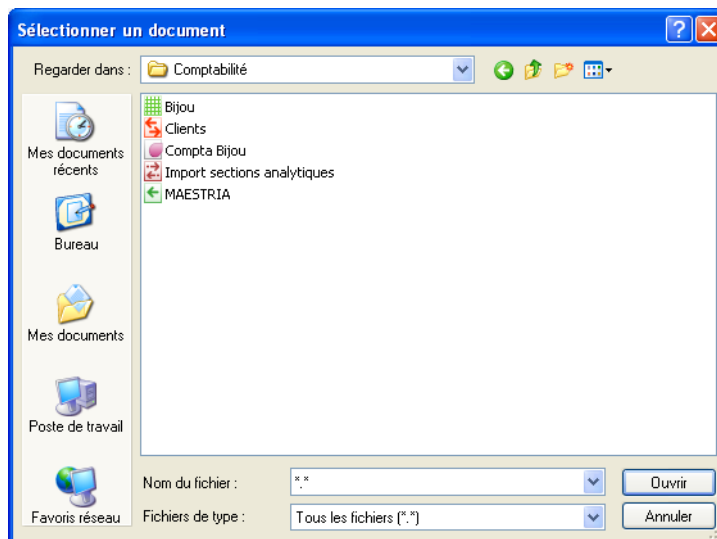 Sélectionner un document
Regarder dans :
Comptabilité
Mes documents
récents
Bureau
Mes documents
Poste de travail
Favoris réseau
Bijou
Clients
Compta Bijou
Import sections analytiques
MAESTRIA
Nom du fichier :
*.*
Ouvrir
Fichiers de type :
Tous les fichiers (*.*)
Annuler